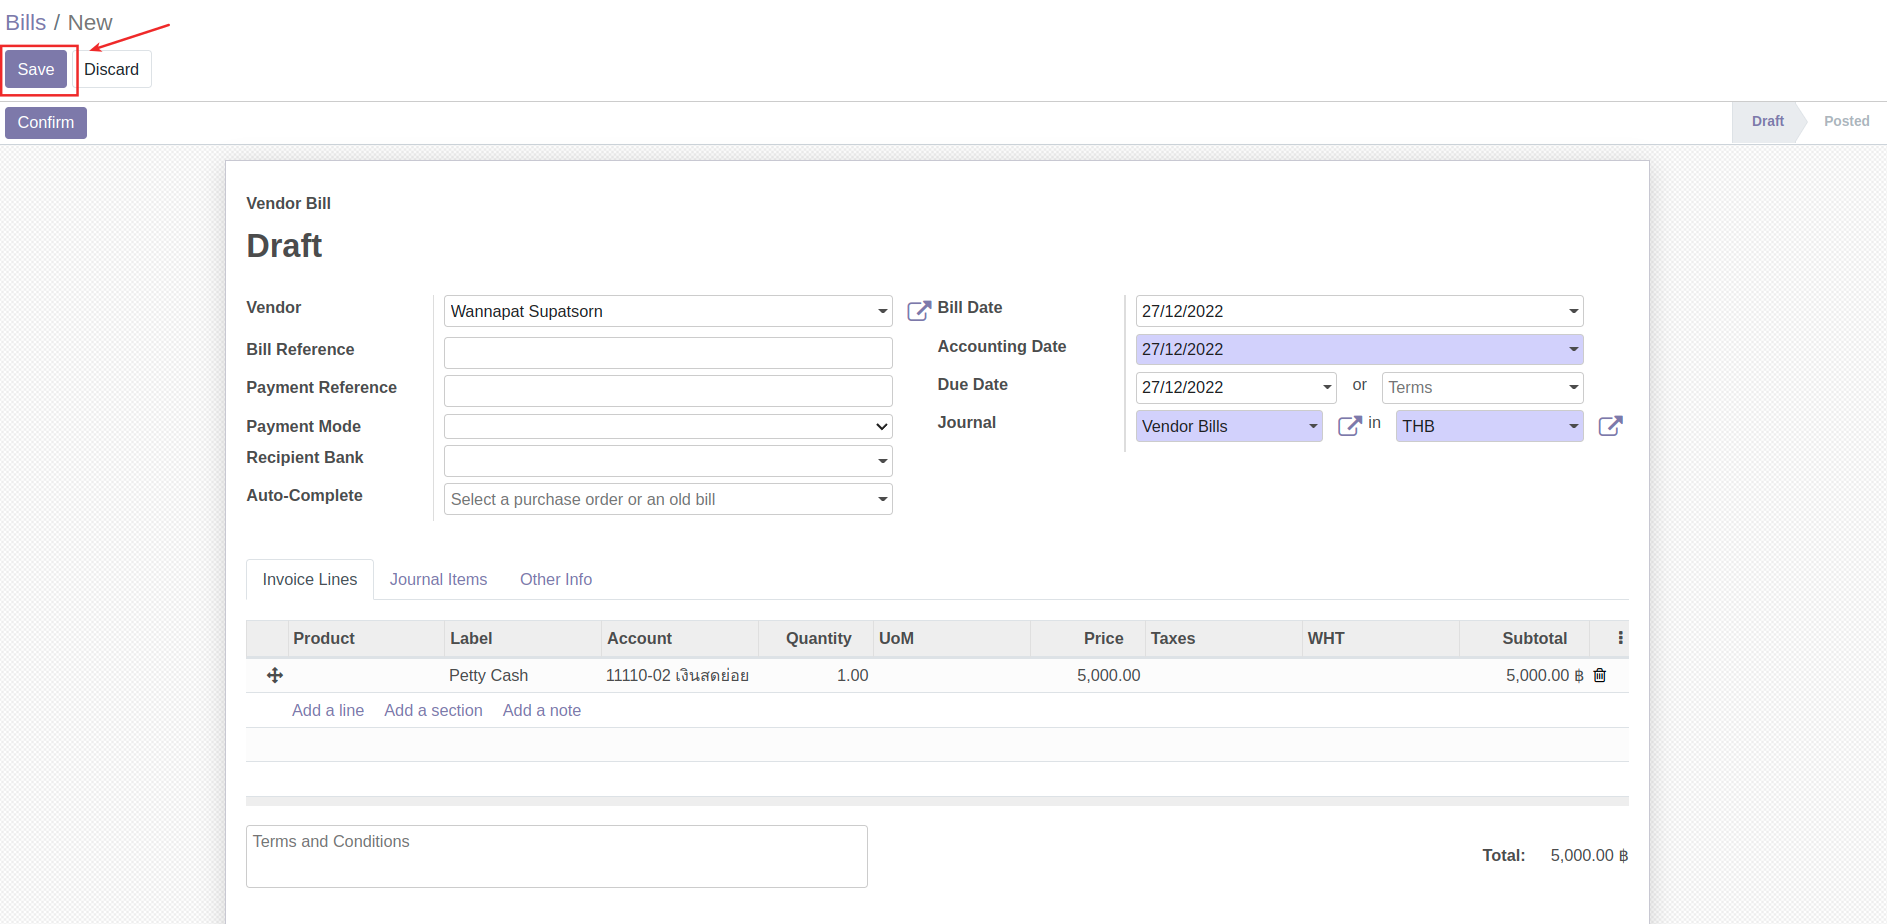 Bills / New
Save Discard
Confirm Draft Posted
Vendor Bill
Draft
Vendor Wannapat Supatsorn Bill Date 27/12/2022
Bill Reference Accounting Date 27/12/2022
Payment Reference Due Date 27/12/2022 or Terms
Payment Mode Journal Vendor Bills in THB
Recipient Bank
Auto-Complete Select a purchase order or an old bill
Invoice Lines Journal Items Other Info
Product Label Account Quantity UoM Price Taxes WHT Subtotal
Petty Cash 11110-02 เงินสดย่อย 1.00 5,000.00 5,000.00 ฿
Add a line Add a section Add a note
Terms and Conditions
Total: 5,000.00 ฿